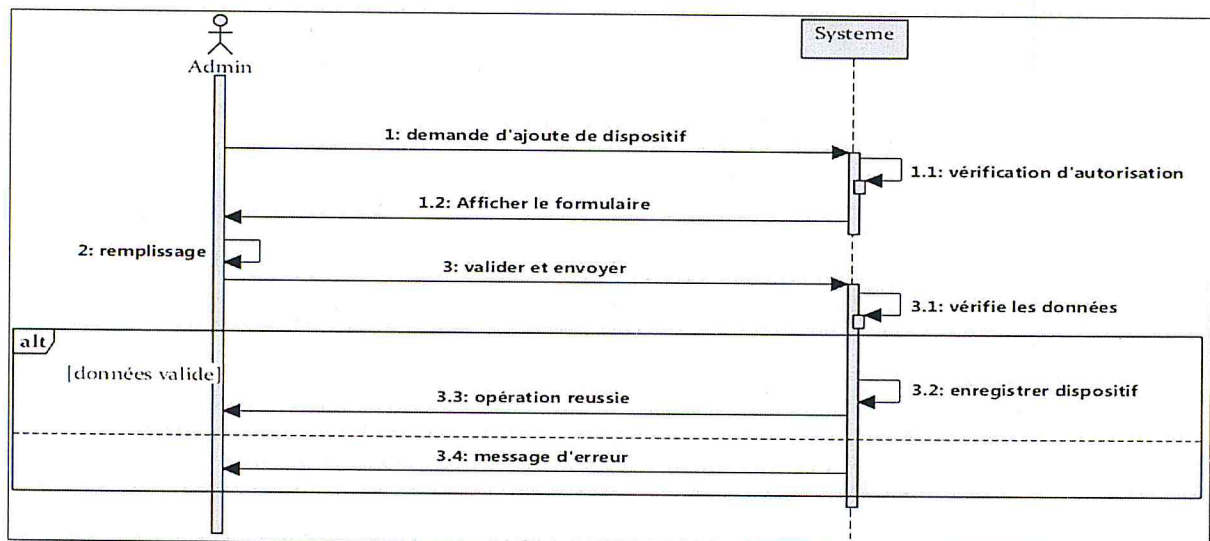 Systeme
Admin
1: demande d'ajoute de dispositif
1.1: vérification d'autorisation
1.2: Afficher le formulaire
2: remplissage
3: valider et envoyer
3.1: vérifie les données
alt
[données valide]
3.2: enregistrer dispositif
3.3: opération reussie
3.4: message d'erreur